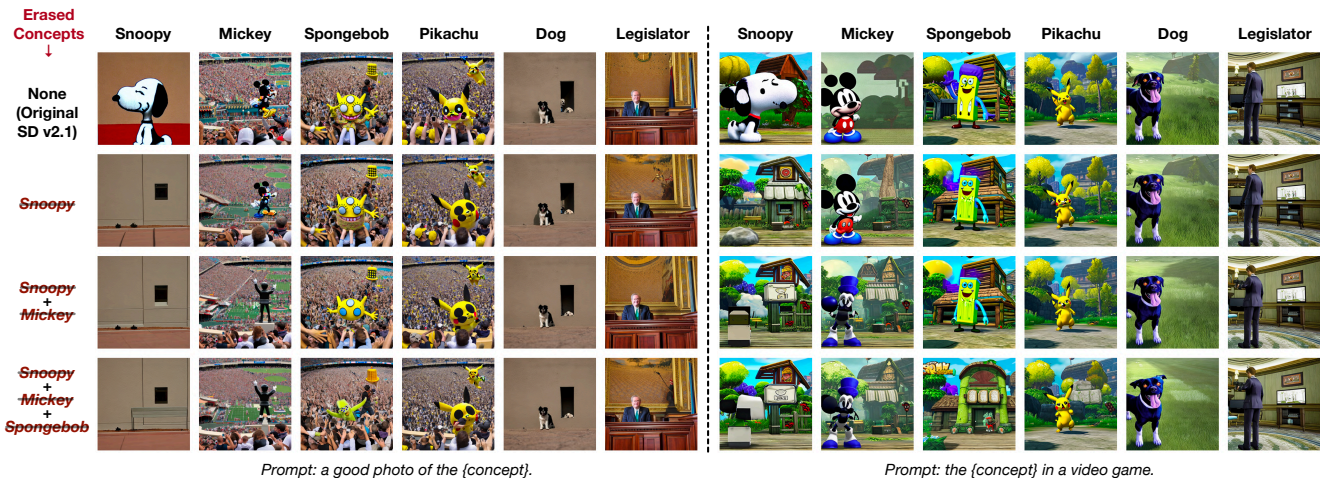 Erased
Concepts
↓
Snoopy Mickey Spongebob Pikachu Dog Legislator Snoopy Mickey Spongebob Pikachu Dog Legislator
None
(Original
SD v2.1)
Snoopy
Snoopy
+
Mickey
Snoopy
+
Mickey
+
Spongebob
Prompt: a good photo of the {concept}. Prompt: the {concept} in a video game.